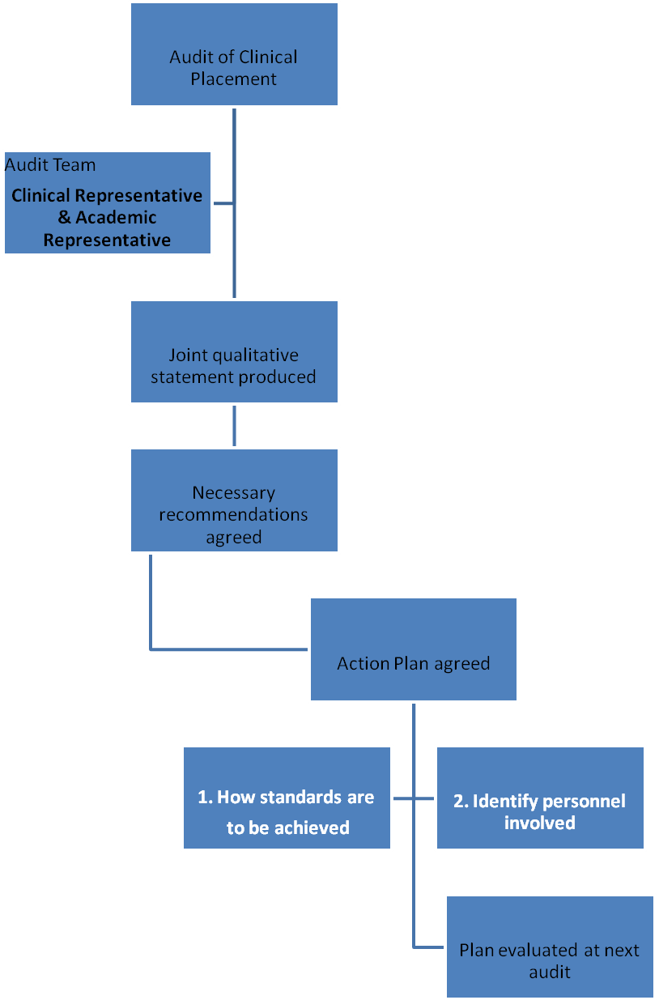 Audit of Clinical
Placement
Audit Team
Clinical Representative
& Academic
Representative
Joint qualitative
statement produced
Necessary
recommendations
agreed
Action Plan agreed
1. How standards are
to be achieved
2. Identify personnel
involved
Plan evaluated at next
audit